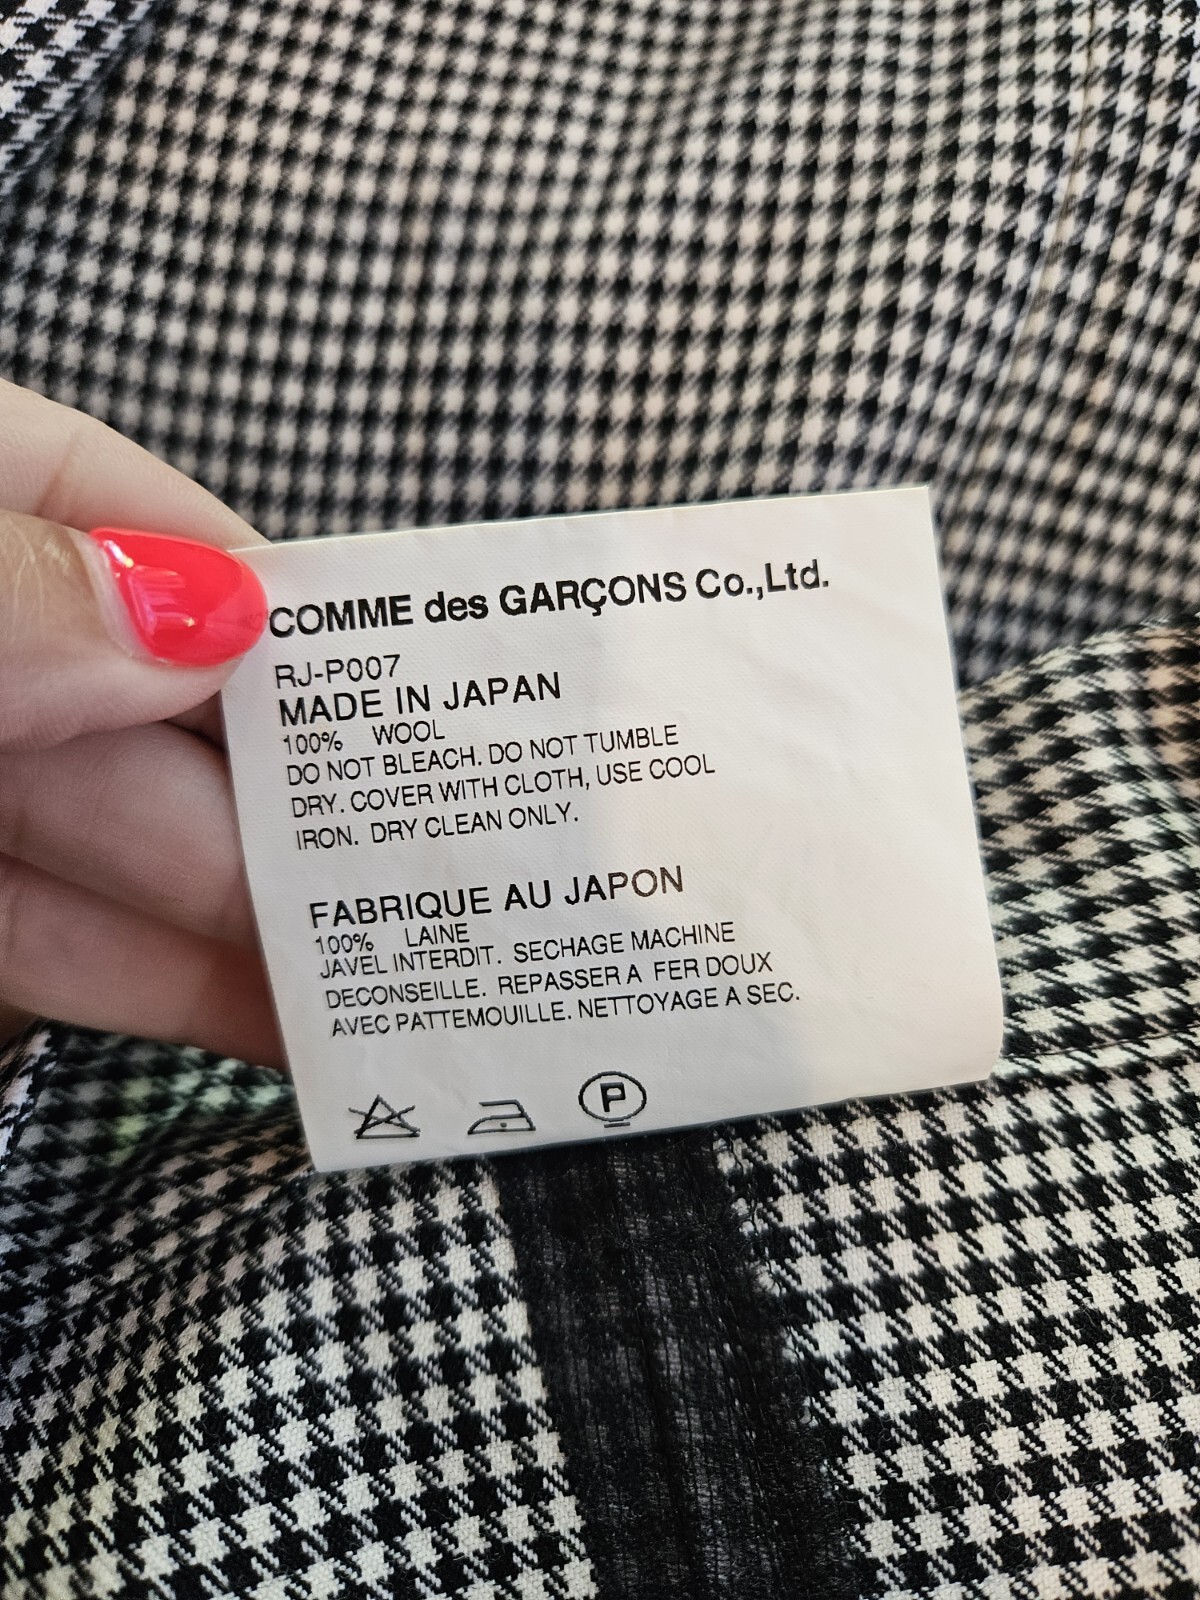 COMME des GARÇONS Co.,Ltd.
RJ-P007
MADE IN JAPAN
100% WOOL
DO NOT BLEACH. DO NOT TUMBLE
DRY. COVER WITH CLOTH, USE COOL
IRON. DRY CLEAN ONLY.
FABRIQUE AU JAPON
100% LAINE
JAVEL INTERDIT. SECHAGE MACHINE
DECONSEILLE. REPASSER A FER DOUX
AVEC PATTEMOUILLE. NETTOYAGE A SEC.
P